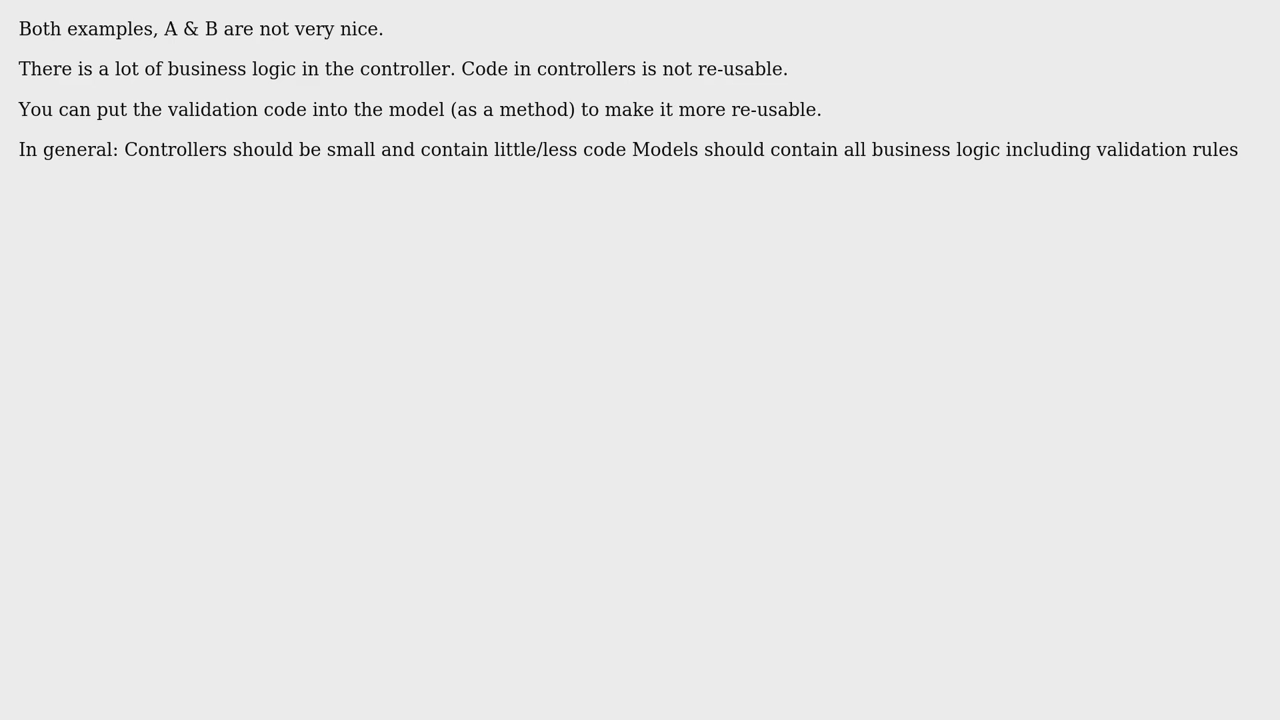 Both examples, A & B are not very nice.
There is a lot of business logic in the controller. Code in controllers is not re-usable.
You can put the validation code into the model (as a method) to make it more re-usable.
In general: Controllers should be small and contain little/less code Models should contain all business logic including validation rules